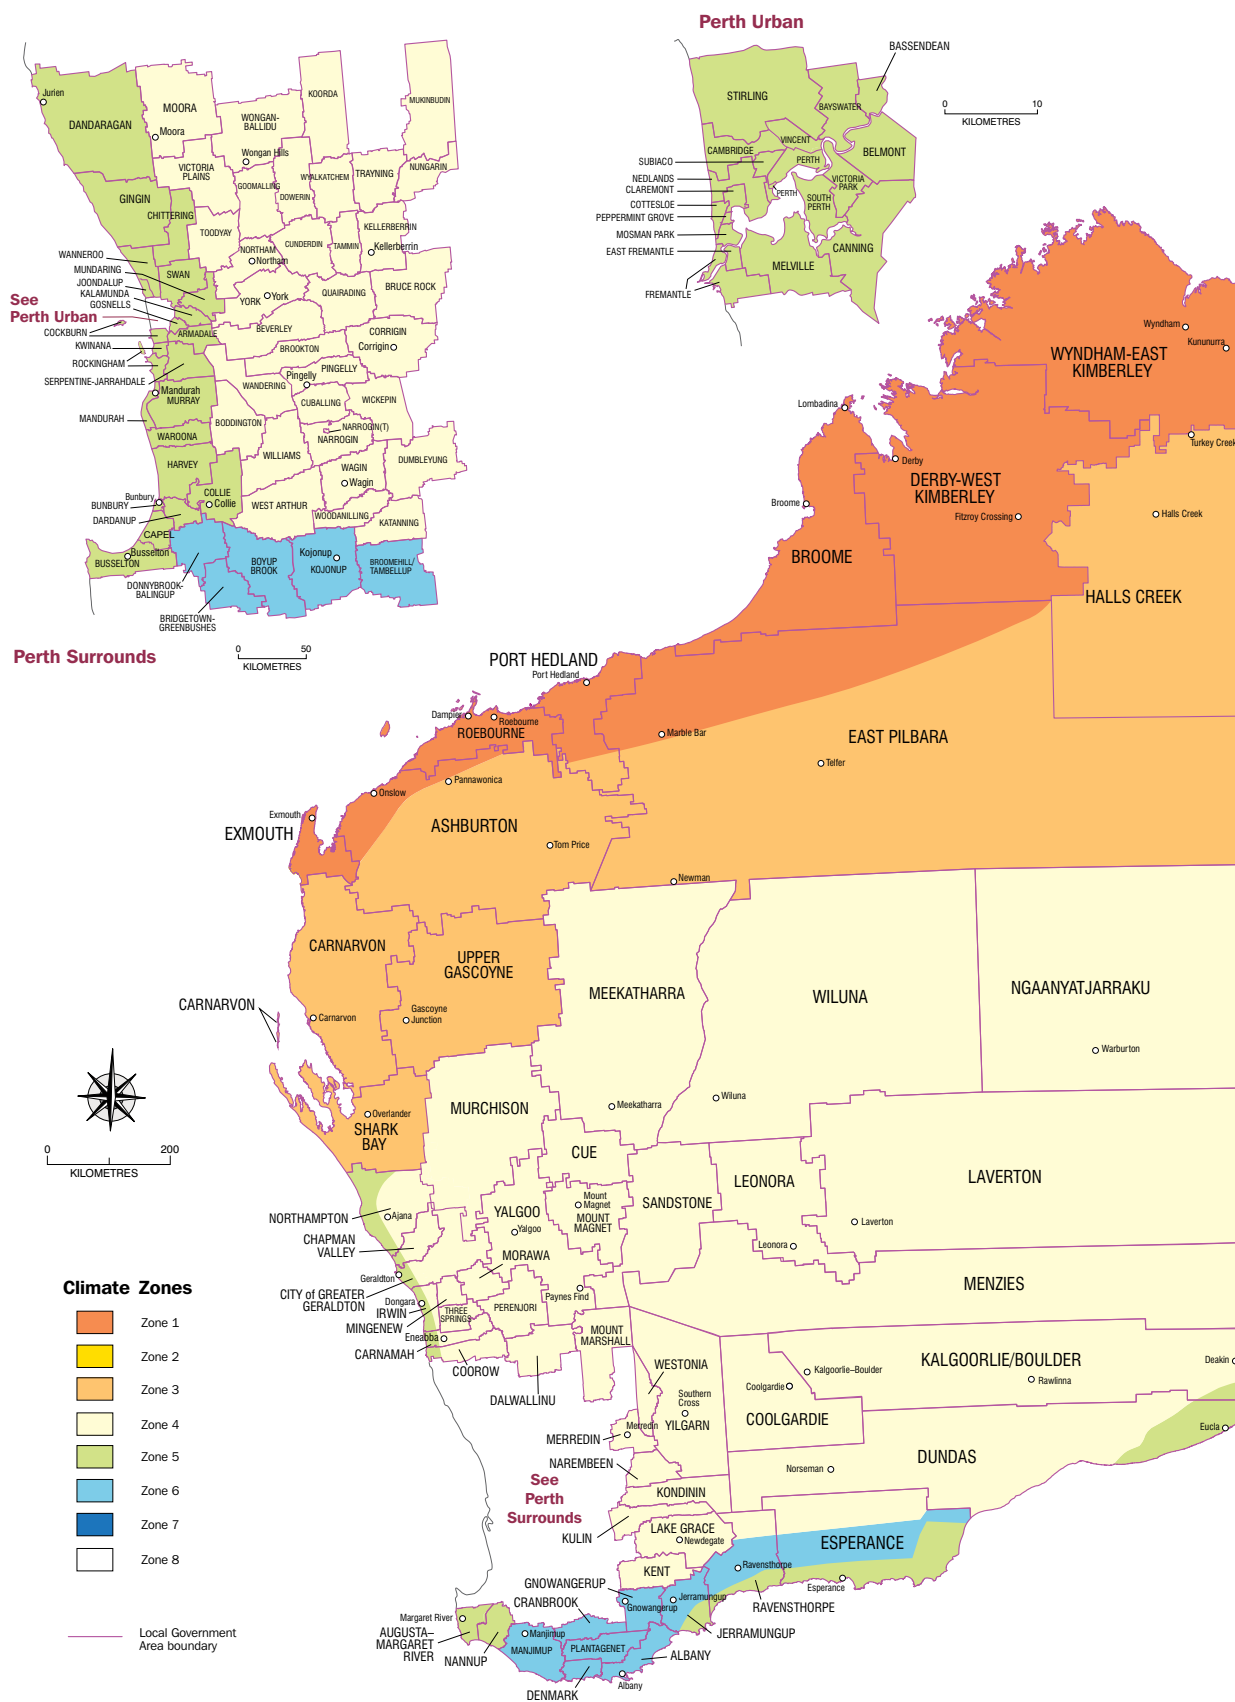 Perth Urban
BASSENDEAN
0 10
KILOMETRES
STIRLING
BAYSWATER
VINCENT
CAMBRIDGE
BELMONT
SUBIACO
PERTH
NEDLANDS
VICTORIA
PARK
CLAREMONT
PERTH
SOUTH
PERTH
COTTESLOE
PEPPERMINT GROVE
MOSMAN PARK
CANNING
EAST FREMANTLE
MELVILLE
FREMANTLE
Jurien
DANDARAGAN
MOORA
Moora
KOORDA
MUKINBUDIN
WONGAN-
BALLIDU
Wongan Hills
VICTORIA
PLAINS
GOOMALLING
DOWERIN
WYALKATCHEM
TRAYNING
NUNGARIN
GINGIN
CHITTERING
TOODYAY
NORTHAM
Northam
CUNDERDIN
TAMMIN
KELLERBERRIN
Kellerberrin
WANNEROO
MUNDARING
JOONDALUP
KALAMUNDA
GOSNELLS
SWAN
See
Perth Urban
COCKBURN
KWINANA
ROCKINGHAM
SERPENTINE-JARRAHDALE
ARMADALE
YORK
York
QUAIRADING
BRUCE ROCK
BEVERLEY
BROOKTON
CORRIGIN
Corrigin
PINGELLY
Pingelly
WANDERING
CUBALLING
WICKEPIN
Mandurah
MURRAY
MANDURAH
BODDINGTON
NARROGIN(T)
NARROGIN
WAROONA
WILLIAMS
HARVEY
WAGIN
Wagin
DUMBLEYUNG
COLLIE
Collie
Bunbury
BUNBURY
DARDANUP
WEST ARTHUR
WOODANILLING
KATANNING
CAPEL
Busselton
BUSSELTON
DONNYBROOK-
BALINGUP
BOYUP
BROOK
Kojonup
KOJONUP
BROOMEHILL/
TAMBELLUP
BRIDGETOWN-
GREENBUSHES
Perth Surrounds
0 50
KILOMETRES
Wyndham
Kununurra
WYNDHAM-EAST
KIMBERLEY
Lombadina
Turkey Creek
Derby
DERBY-WEST
KIMBERLEY
Broome
Fitzroy Crossing
Halls Creek
BROOME
HALLS CREEK
PORT HEDLAND
Port Hedland
Dampier
Roebourne
ROEBOURNE
Marble Bar
EAST PILBARA
Telfer
Pannawonica
Onslow
Exmouth
EXMOUTH
ASHBURTON
Tom Price
Newman
CARNARVON
UPPER
GASCOYNE
MEEKATHARRA
WILUNA
NGAANYATJARRAKU
CARNARVON
Carnarvon
Gascoyne
Junction
Warburton
Wiluna
Meekatharra
MURCHISON
Overlander
SHARK
BAY
0 200
KILOMETRES
CUE
LEONORA
LAVERTON
SANDSTONE
Mount
Magnet
MOUNT
MAGNET
YALGOO
Yalgoo
NORTHAMPTON
Ajana
Laverton
CHAPMAN
VALLEY
Leonora
MORAWA
Geraldton
MENZIES
CITY of GREATER
GERALDTON
Paynes Find
Dongara
IRWIN
PERENJORI
MINGENEW
THREE
SPRINGS
Eneabba
CARNAMAH
MOUNT
MARSHALL
COOROW
WESTONIA
KALGOORLIE/BOULDER
Deakin
Kalgoorlie–Boulder
Coolgardie
Rawlinna
DALWALLINU
Southern
Cross
YILGARN
COOLGARDIE
Merredin
MERREDIN
Eucla
NAREMBEEN
DUNDAS
Norseman
See
Perth
Surrounds
KONDININ
KULIN
LAKE GRACE
Newdegate
ESPERANCE
KENT
Ravensthorpe
GNOWANGERUP
Gnowangerup
Jerramungup
Esperance
RAVENSTHORPE
CRANBROOK
Margaret River
AUGUSTA–
MARGARET
RIVER
NANNUP
Manjimup
MANJIMUP
PLANTAGENET
JERRAMUNGUP
ALBANY
Albany
DENMARK
Climate Zones
Zone 1
Zone 2
Zone 3
Zone 4
Zone 5
Zone 6
Zone 7
Zone 8
Local Government
Area boundary